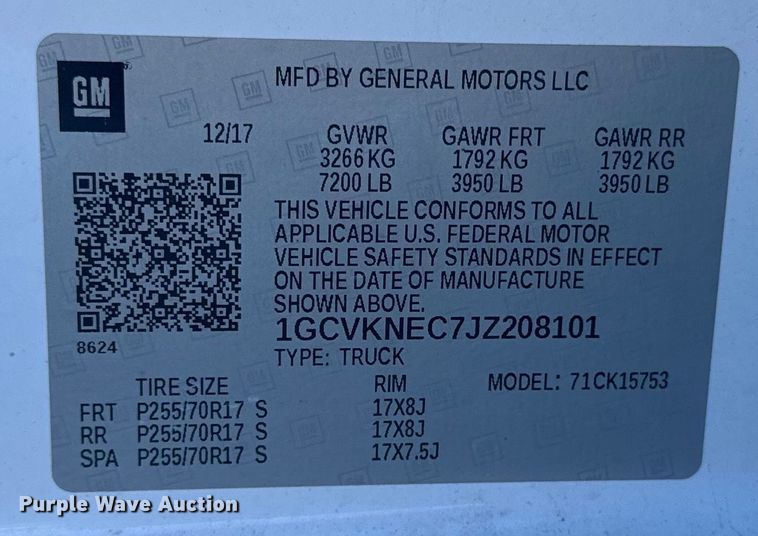 GM
MFD BY GENERAL MOTORS LLC
12/17 GVWR GAWR FRT GAWR RR
3266 KG 1792 KG 1792 KG
7200 LB 3950 LB 3950 LB
THIS VEHICLE CONFORMS TO ALL
APPLICABLE U.S. FEDERAL MOTOR
VEHICLE SAFETY STANDARDS IN EFFECT
ON THE DATE OF MANUFACTURE
SHOWN ABOVE.
1GCVKNEC7JZ208101
8624
TYPE: TRUCK
TIRE SIZE RIM MODEL: 71CK15753
FRT P255/70R17 S 17X8J
RR P255/70R17 S 17X8J
SPA P255/70R17 S 17X7.5J
Purple Wave Auction